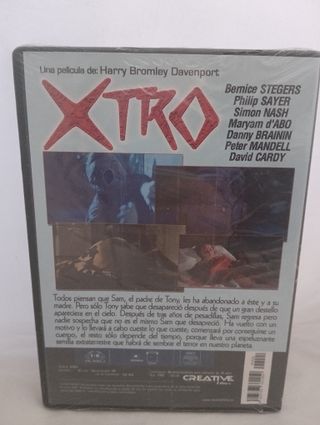 Una película de: Harry Bromley Davenport
XTRO
Bernice STEGERS
Philip SAYER
Simon NASH
Maryam d'ABO
Danny BRAININ
Peter MANDELL
David CARDY
Todos piensan que Sam, el padre de Tony, les ha abandonado a éste y a su
madre. Pero sólo Tony sabe que desapareció después de que un gran destello
apareciera en el cielo. Después de tras años de pesadillas, Sam regresa pero
nadie sospecha que no es el mismo Sam que desapareció. Ha vuelto con un
motivo y lo llevará a cabo cueste lo que cueste, comenzará por conseguirse un
cuerpo, el resto sólo depende del tiempo, porque lleva una espeluznante
semilla extraterrestre que habrá de sembrar el temor en nuestro planeta.
CREATIVE
films